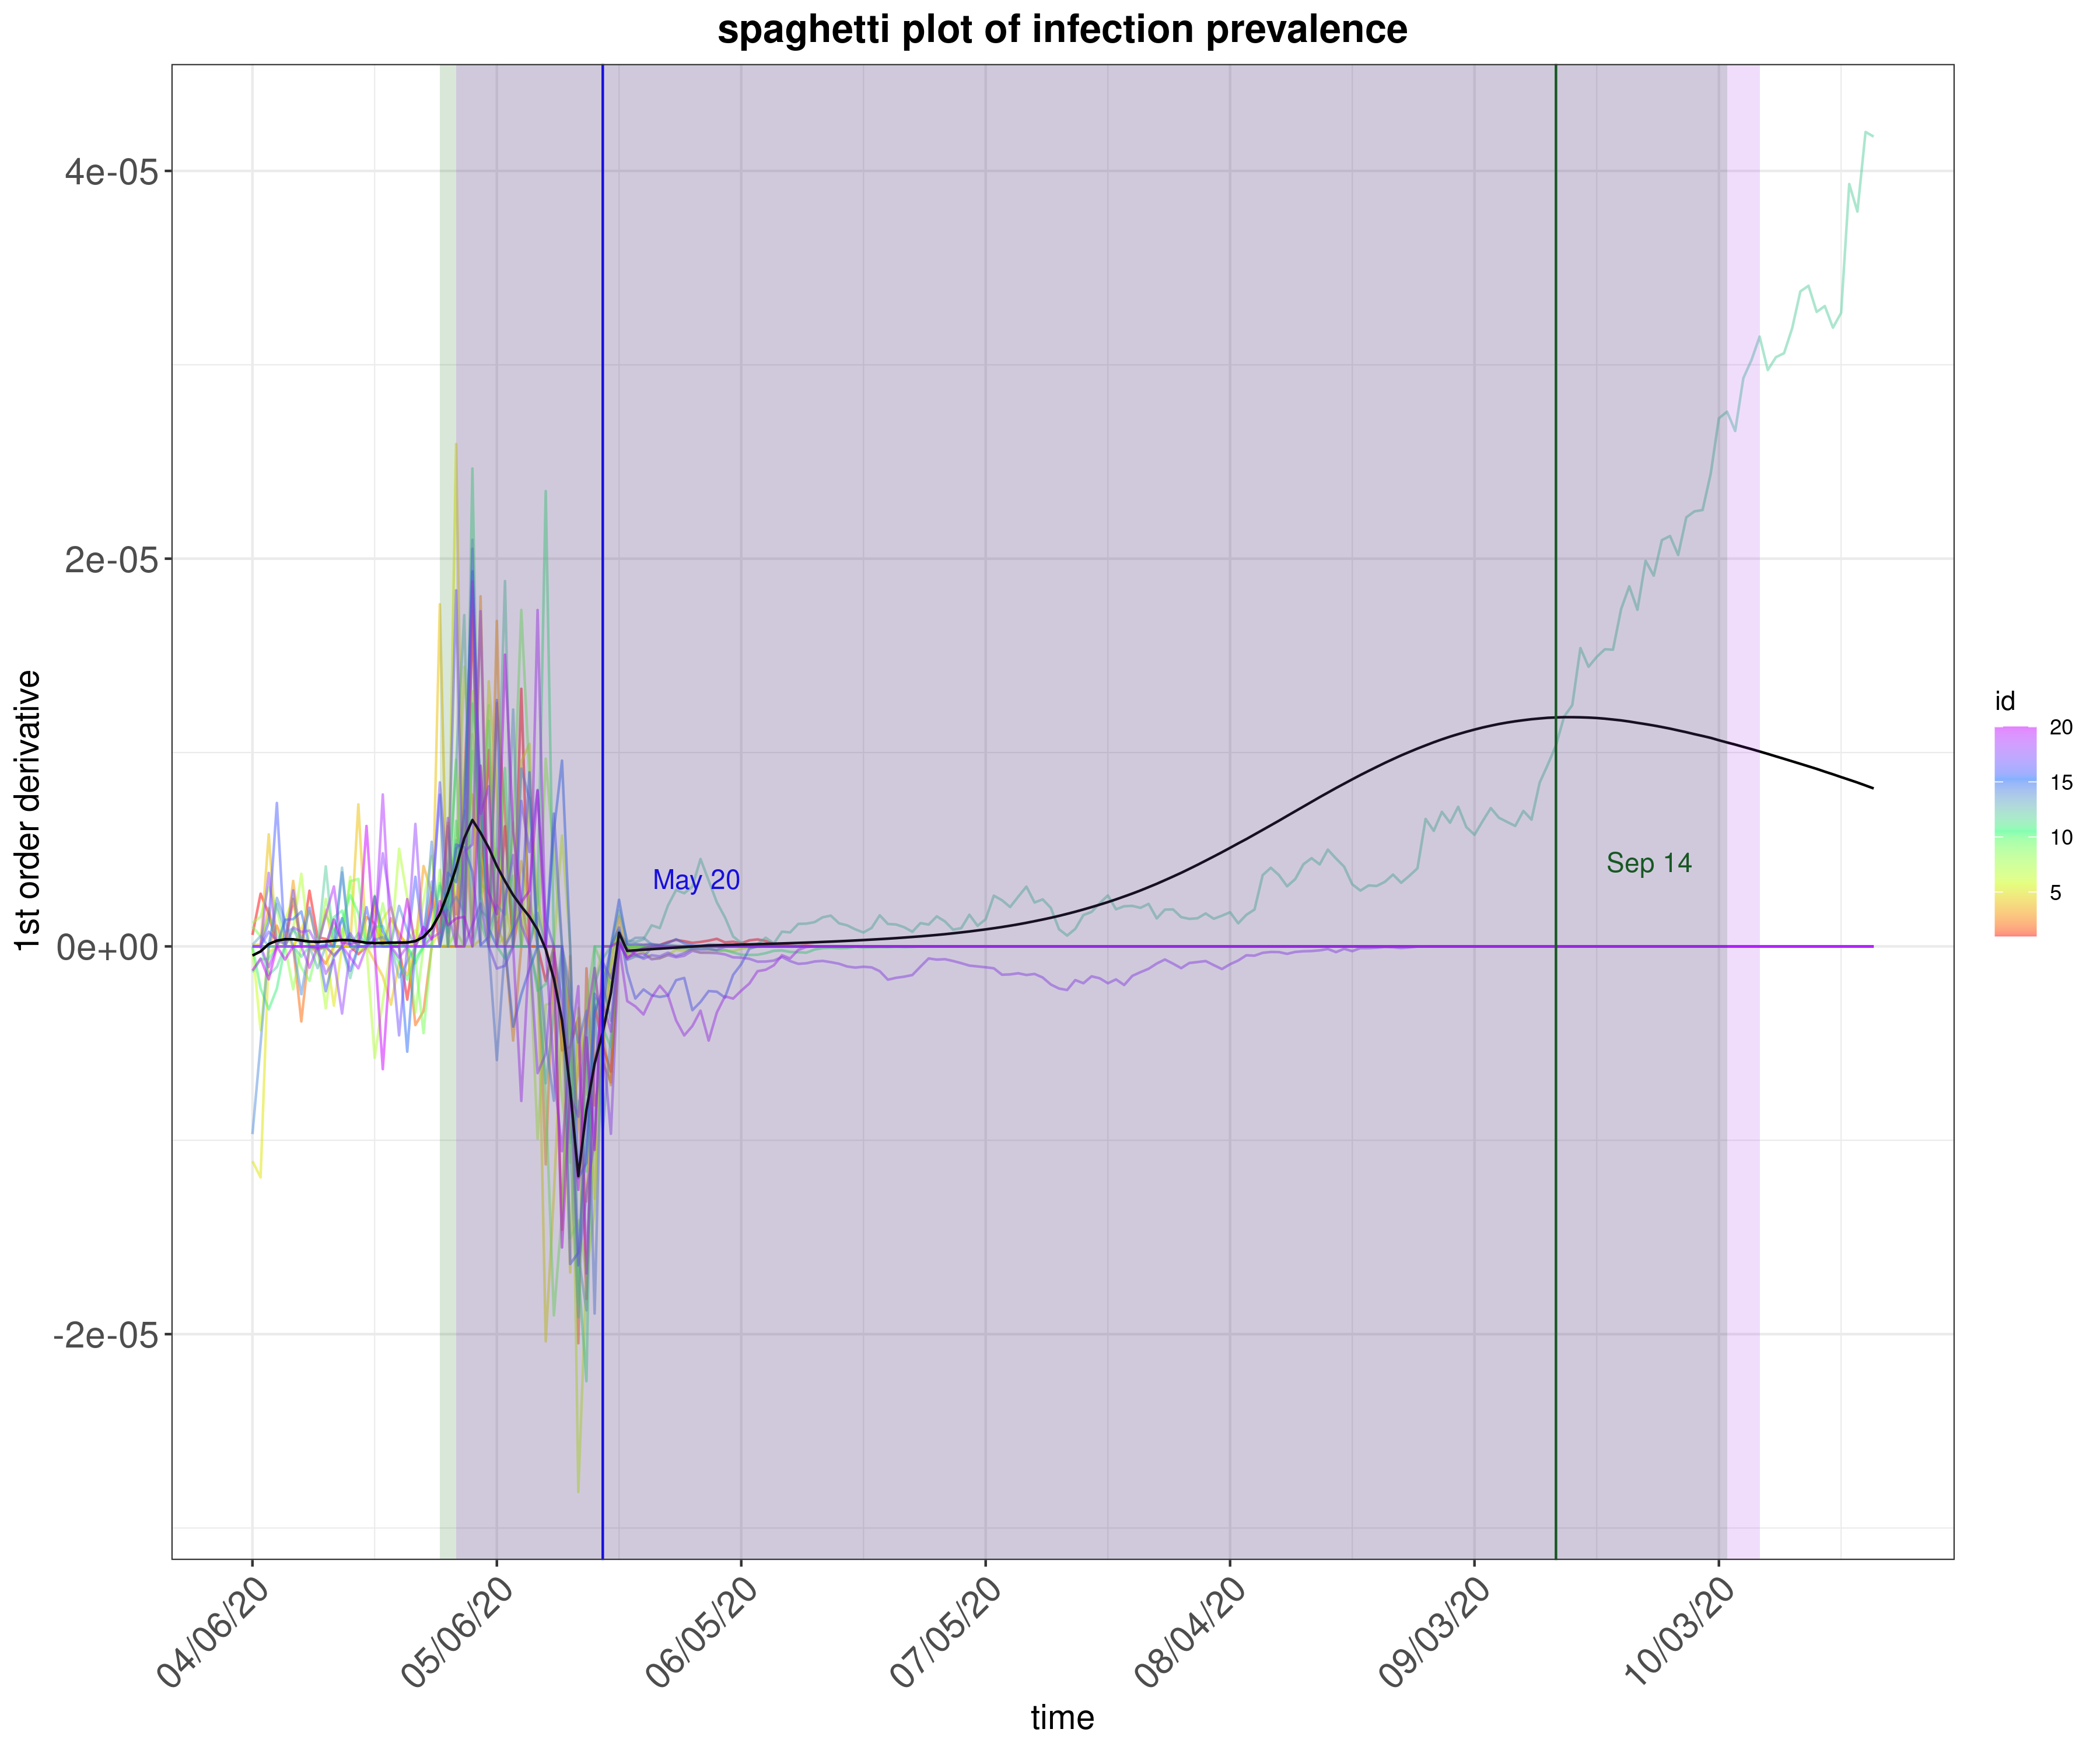 spaghetti plot of infection prevalence
1st order derivative
4e-05
2e-05
0e+00
-2e-05
May 20
Sep 14
04/06/20
05/06/20
06/05/20
07/05/20
08/04/20
09/03/20
10/03/20
time
id
20
15
10
5